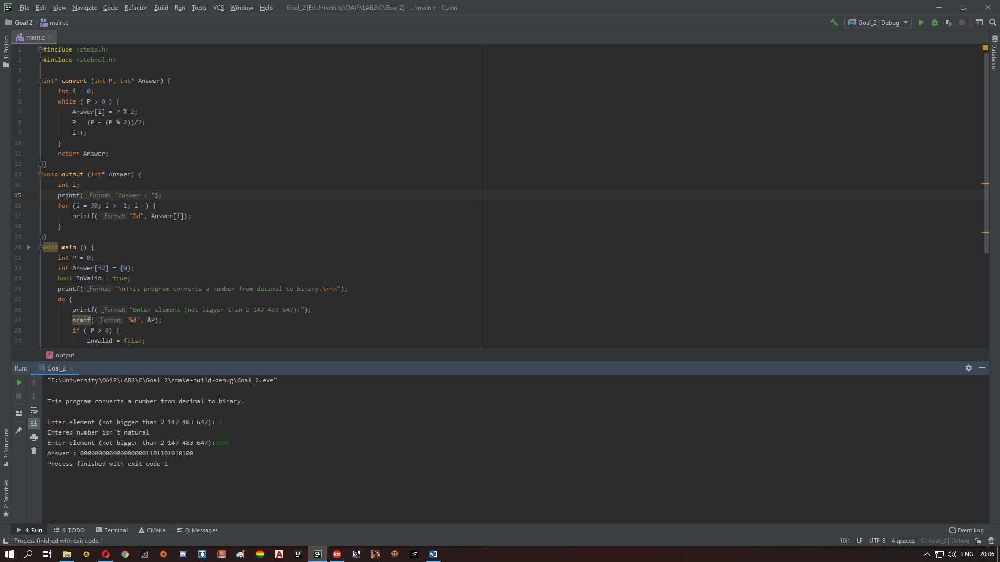 File Edit View Navigate Code Refactor Build Run Tools VCS Window Help Goal_2 [E:\University\OAiP\LAB2\C\Goal 2] - ...\main.c - CLion
Goal 2 main.c Goal_2 | Debug
main.c
1: Project
Database
1 #include <stdio.h>
2 #include <stdbool.h>
3
4 int* convert (int P, int* Answer) {
5 int i = 0;
6 while ( P > 0 ) {
7 Answer[i] = P % 2;
8 P = (P - (P % 2))/2;
9 i++;
10 }
11 return Answer;
12 }
13 void output (int* Answer) {
14 int i;
15 printf( _Format: "Answer : ");
16 for (i = 30; i > -1; i--) {
17 printf( _Format: "%d", Answer[i]);
18 }
19 }
20 void main () {
21 int P = 0;
22 int Answer[32] = {0};
23 bool InValid = true;
24 printf( _Format: "\nThis program converts a number from decimal to binary.\n\n");
25 do {
26 printf( _Format: "Enter element (not bigger than 2 147 483 647):");
27 scanf( _Format: "%d", &P);
28 if ( P > 0) {
29 InValid = false;
f output
Run: Goal_2
"E:\University\OAiP\LAB2\C\Goal 2\cmake-build-debug\Goal_2.exe"
This program converts a number from decimal to binary.
Enter element (not bigger than 2 147 483 647):-1
Entered number isn't natural
Enter element (not bigger than 2 147 483 647):6996
Answer : 0000000000000000001101101010100
Process finished with exit code 1
7: Structure
2: Favorites
4: Run 6: TODO Terminal CMake 0: Messages Event Log
Process finished with exit code 1 10:1 LF UTF-8 4 spaces C: Goal_2 | Debug
ENG 20:06